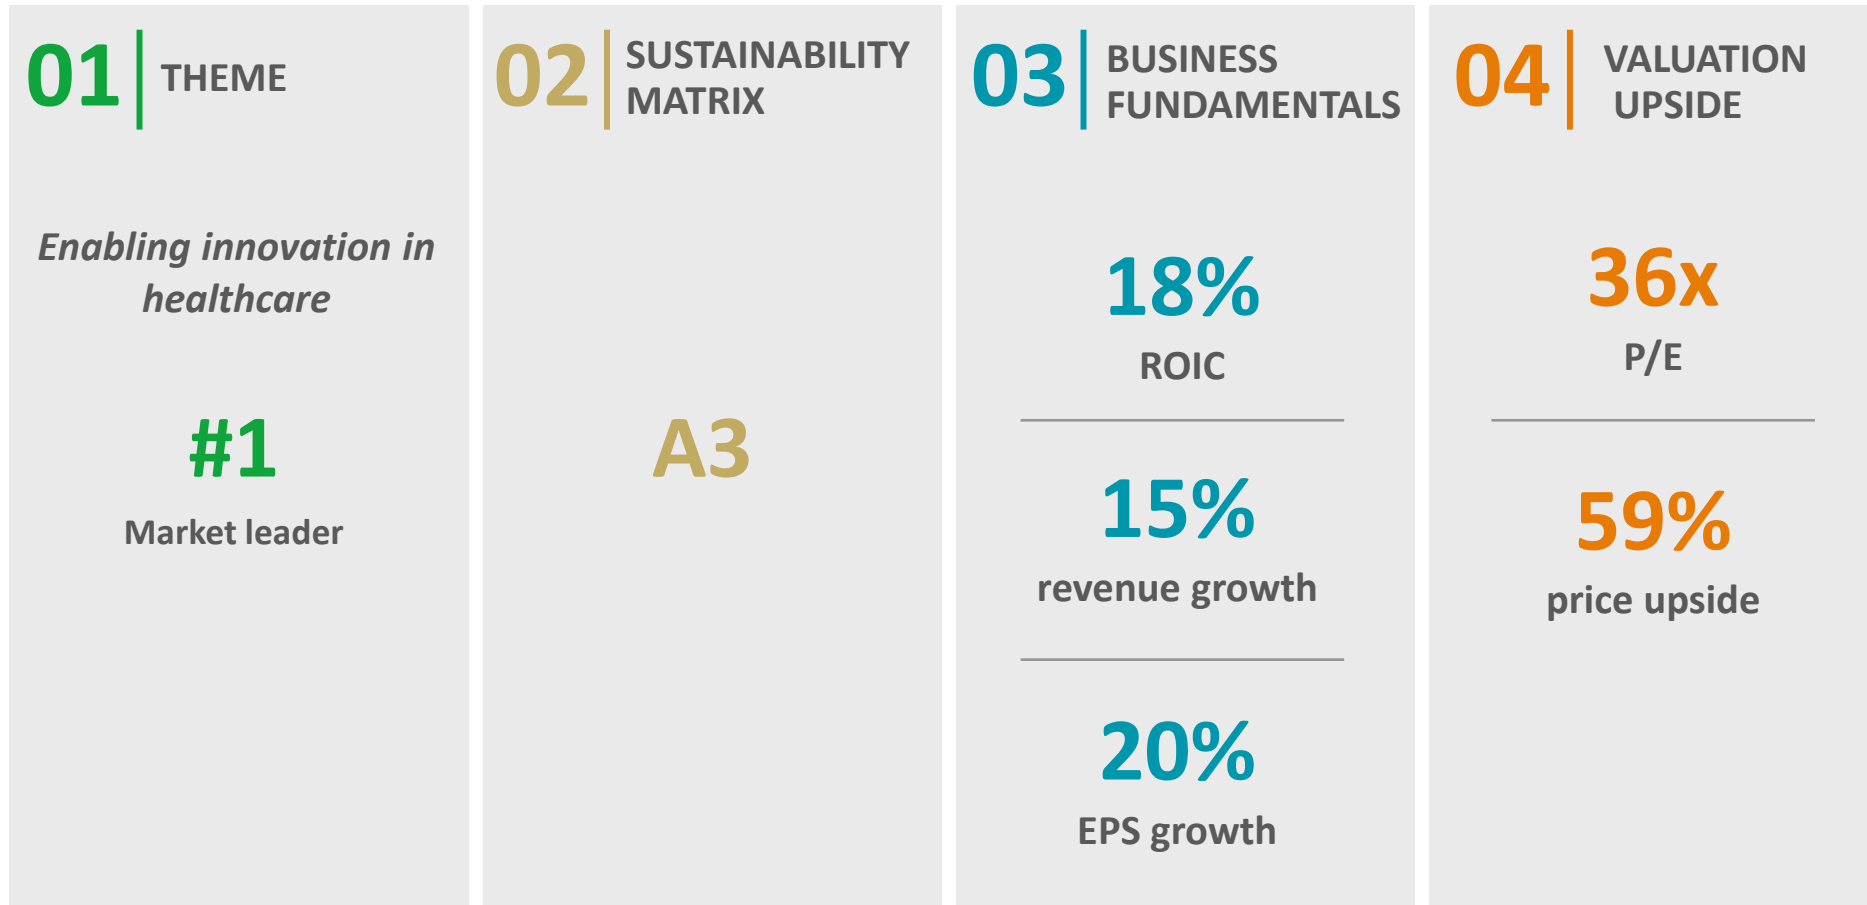 01
THEME
Enabling innovation in
healthcare
#1
Market leader
02
SUSTAINABILITY
MATRIX
A3
03
BUSINESS
FUNDAMENTALS
18%
ROIC
15%
revenue growth
20%
EPS growth
04
VALUATION
UPSIDE
36x
P/E
59%
price upside